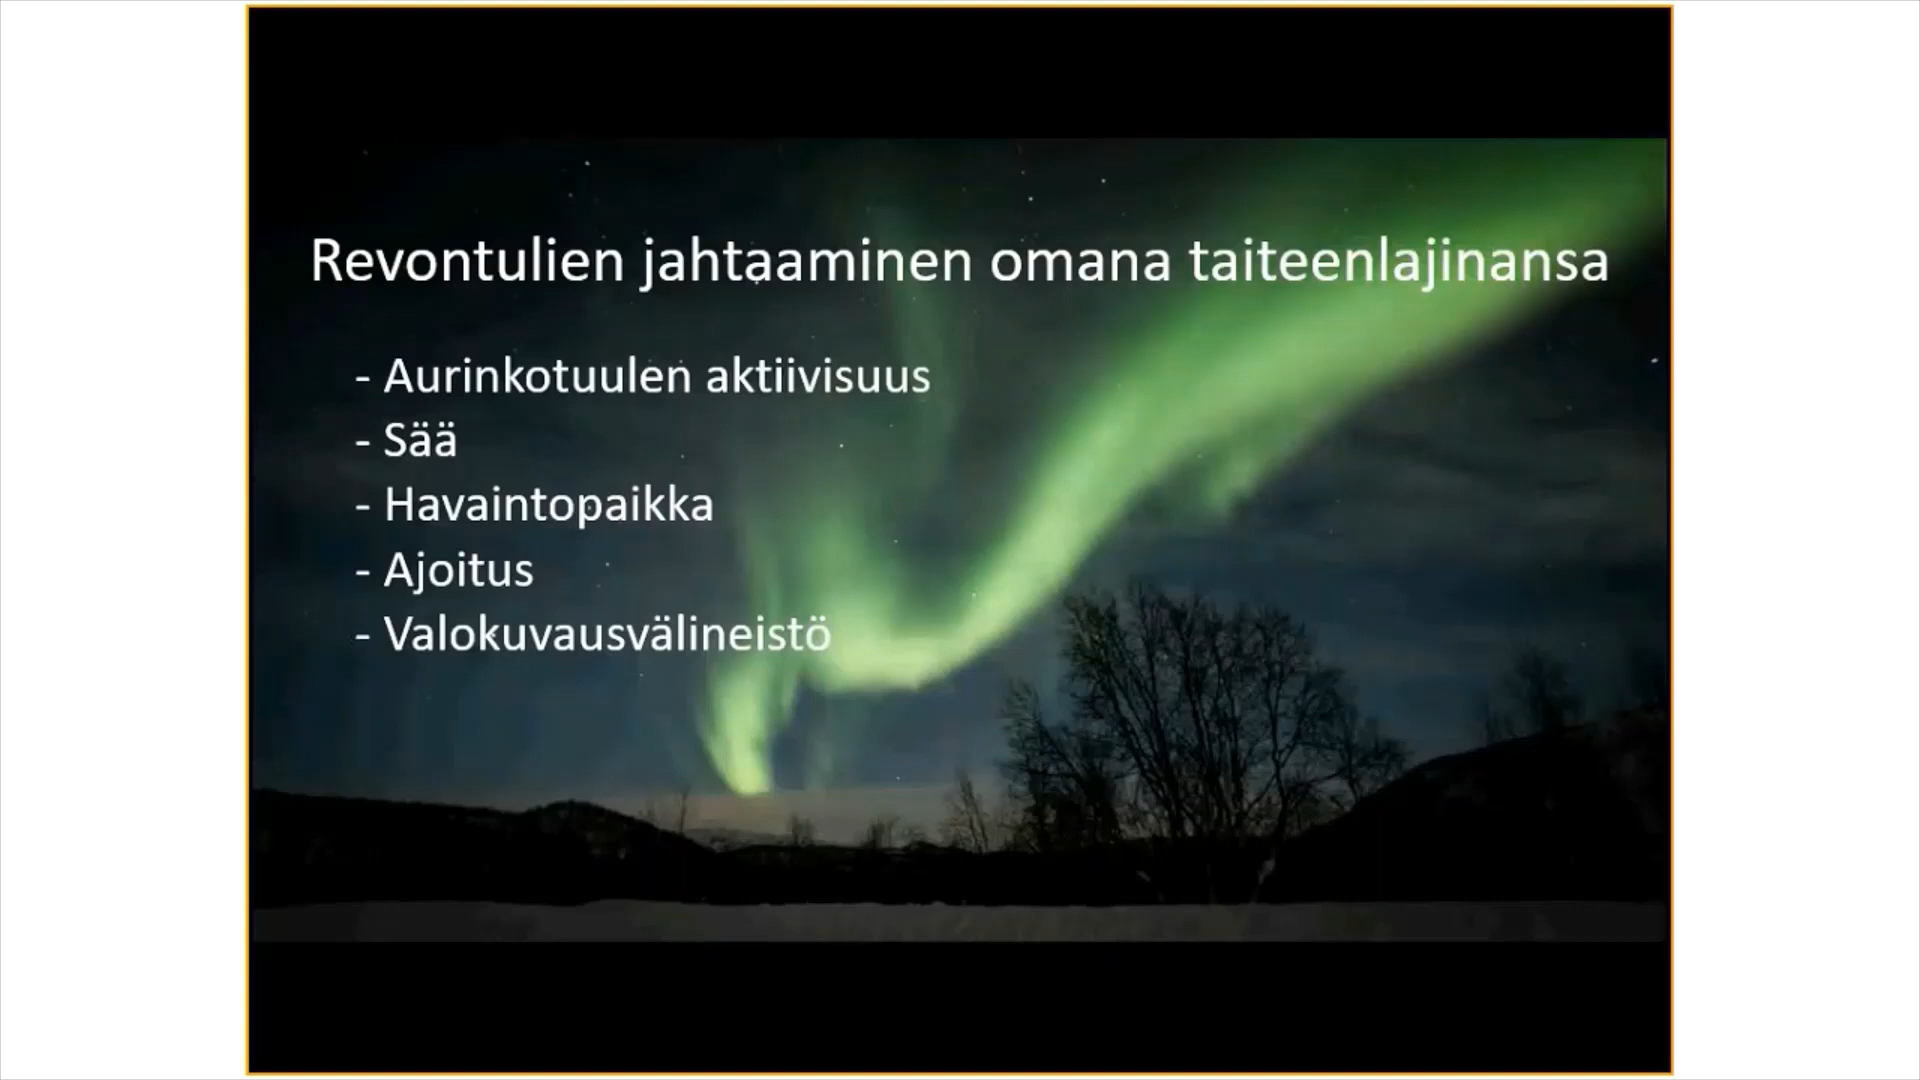 Revontulien jahtaaminen omana taiteenlajinansa
- Aurinkotuulen aktiivisuus
- Sää
- Havaintopaikka
- Ajoitus
- Valokuvausvälineistö